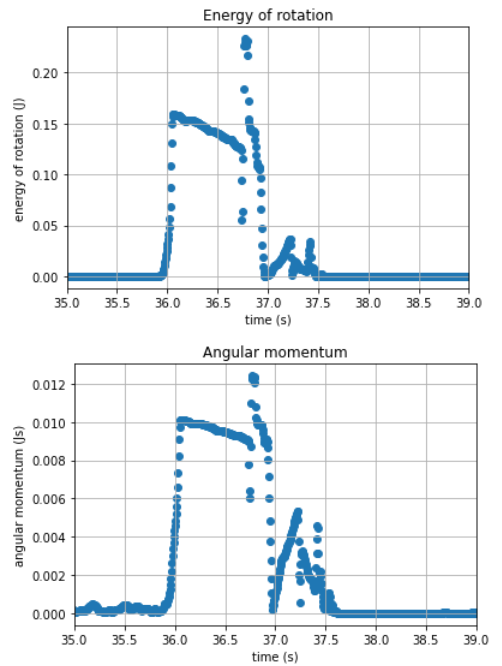 Energy of rotation
energy of rotation (J)
0.20
0.15
0.10
0.05
0.00
35.0 35.5 36.0 36.5 37.0 37.5 38.0 38.5 39.0
time (s)
Angular momentum
angular momentum (Js)
0.012
0.010
0.008
0.006
0.004
0.002
0.000
35.0 35.5 36.0 36.5 37.0 37.5 38.0 38.5 39.0
time (s)